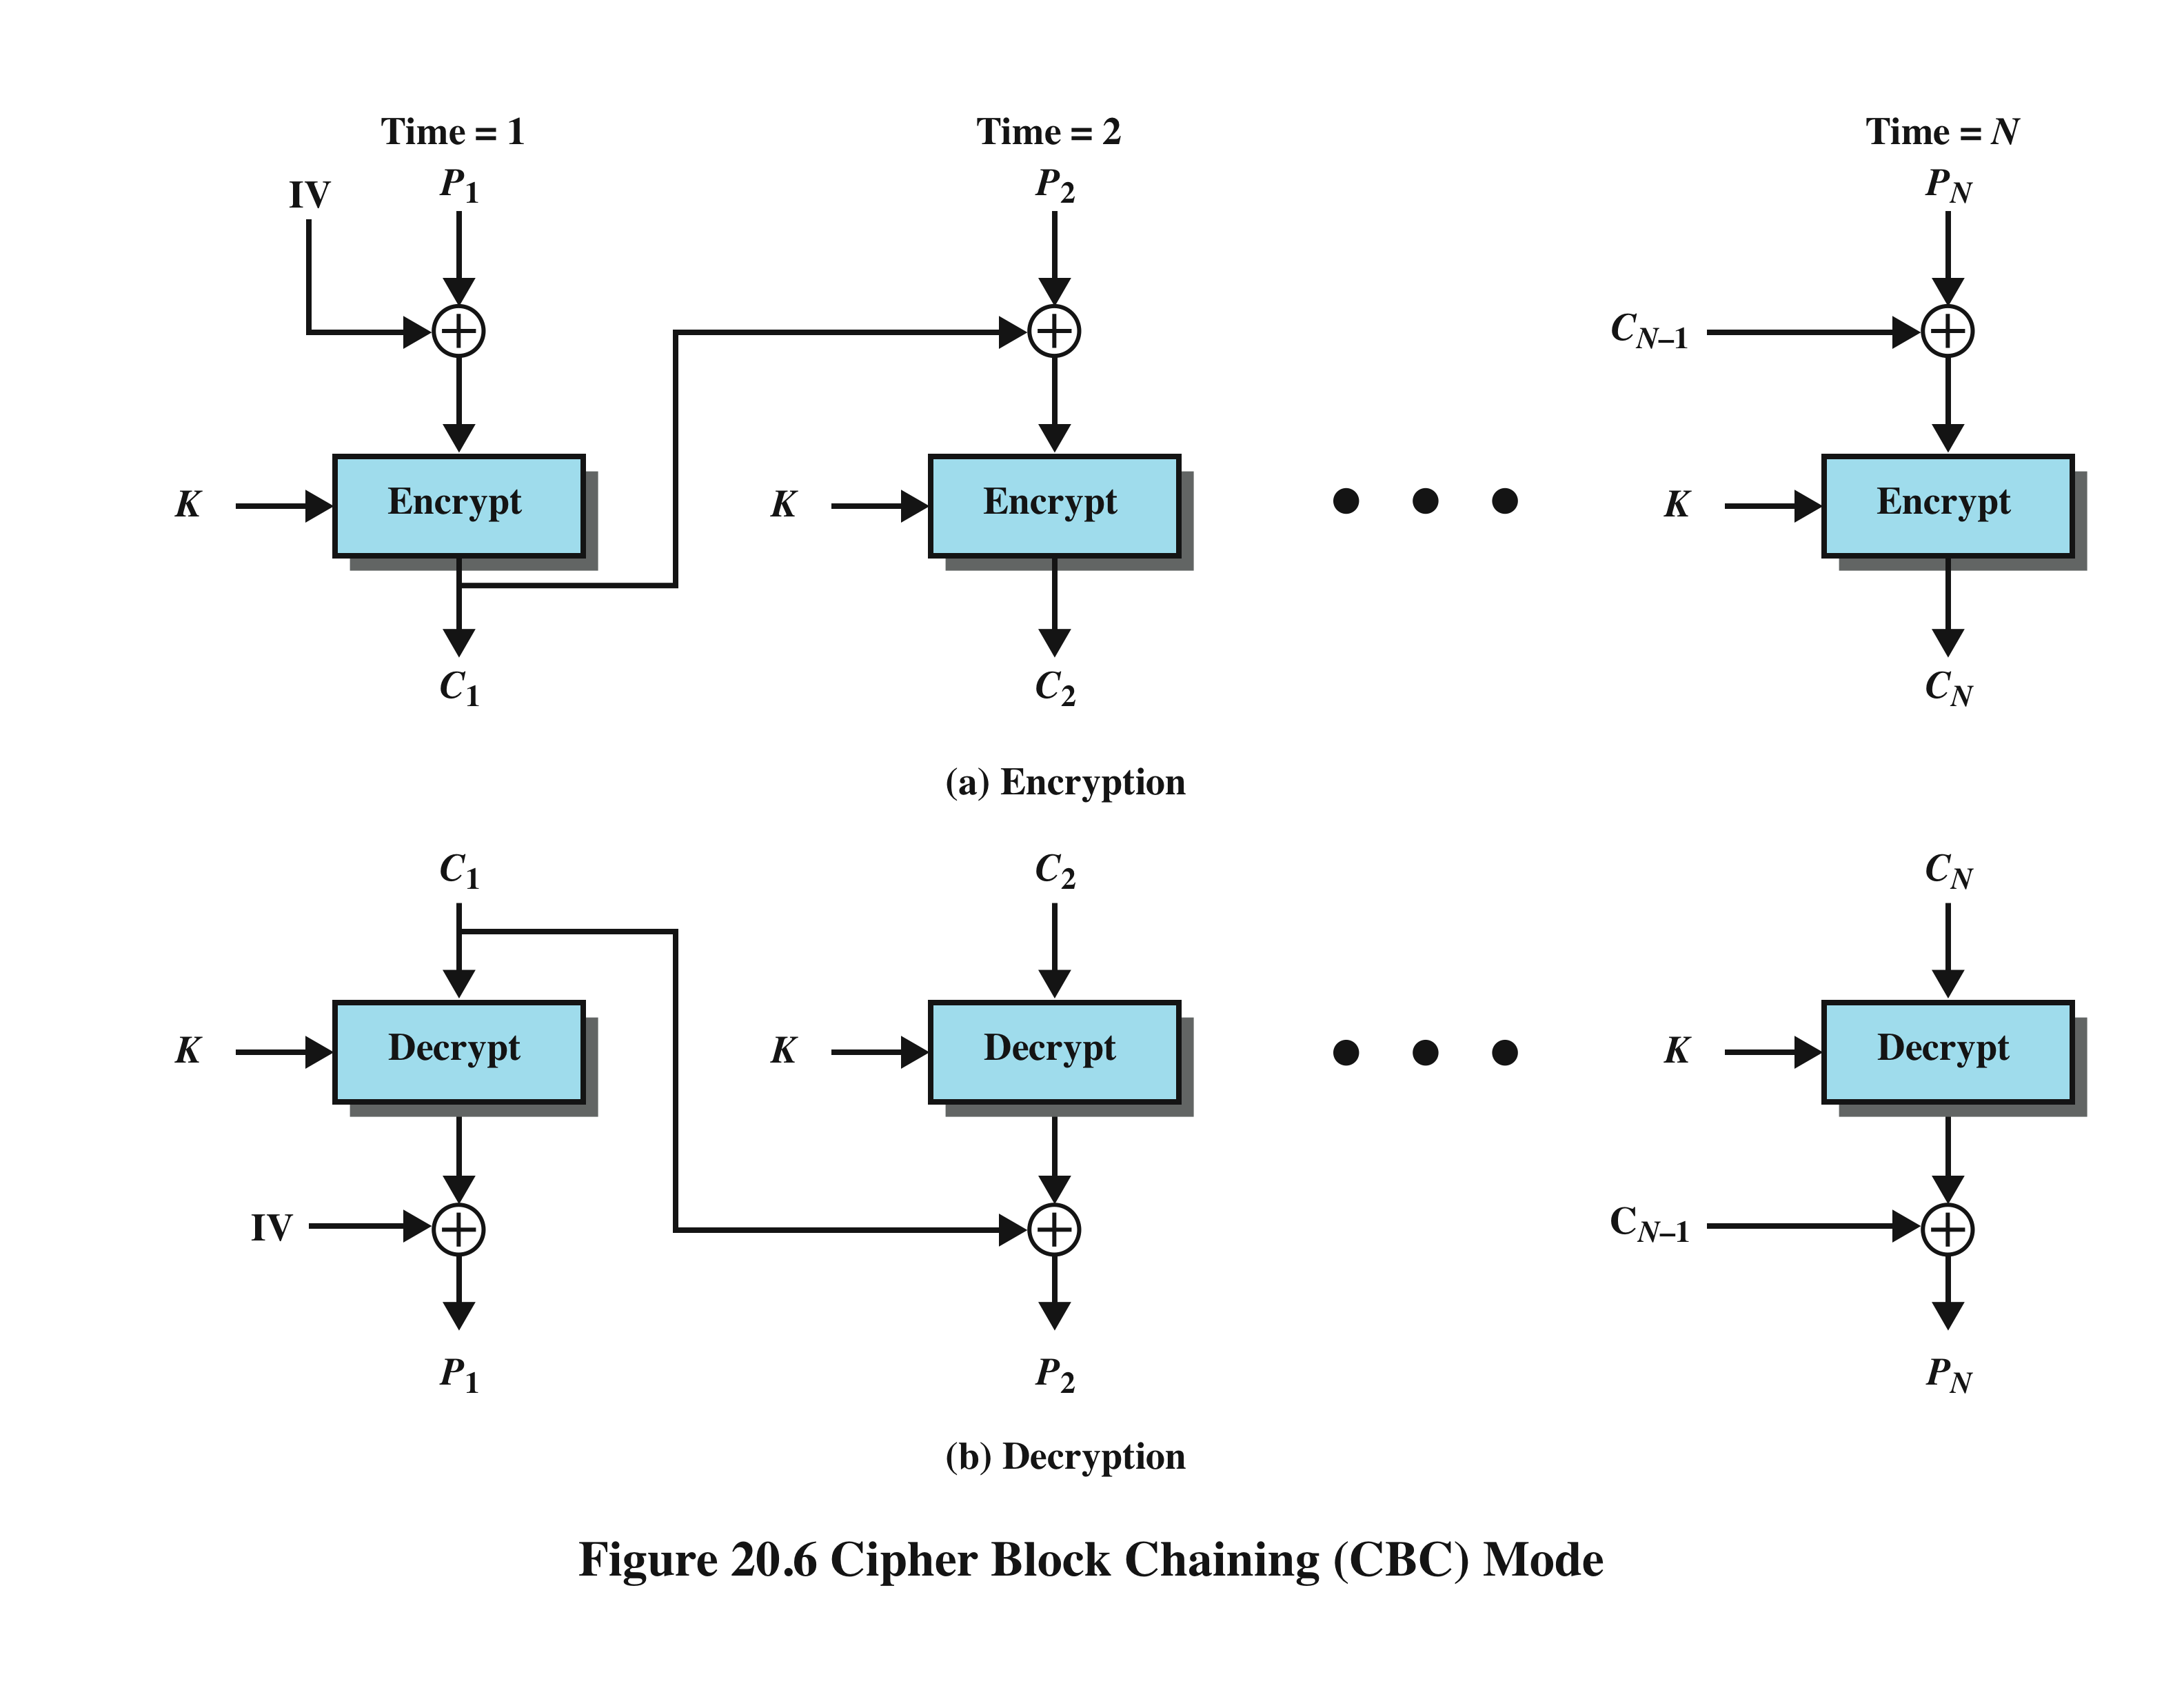 Time = 1 Time = 2 Time = N
IV P1 P2 PN
CN–1
K Encrypt K Encrypt K Encrypt
C1 C2 CN
(a) Encryption
C1 C2 CN
K Decrypt K Decrypt K Decrypt
IV CN–1
P1 P2 PN
(b) Decryption
Figure 20.6 Cipher Block Chaining (CBC) Mode